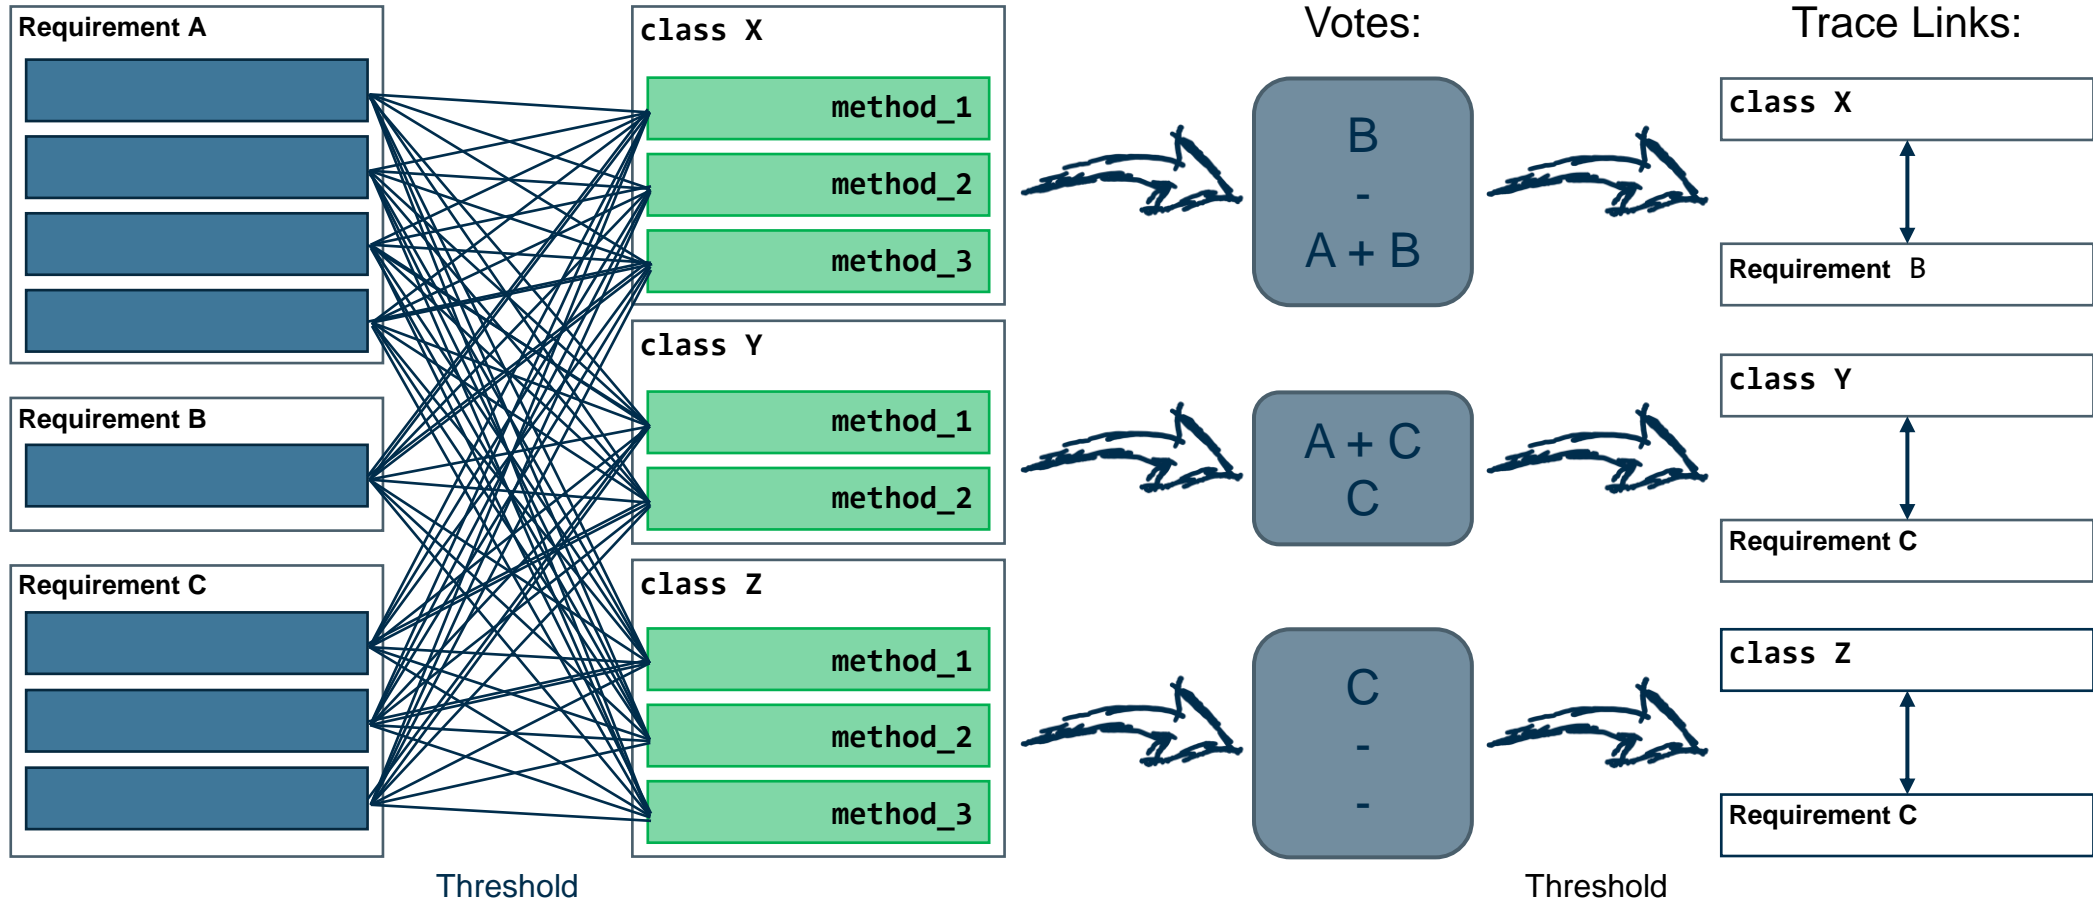 Requirement A
Requirement B
Requirement C
class X
method_1
method_2
method_3
class Y
method_1
method_2
class Z
method_1
method_2
method_3
Threshold
Votes:
B
-
A + B
A + C
C
C
-
-
Trace Links:
class X
Requirement B
class Y
Requirement C
class Z
Requirement C
Threshold